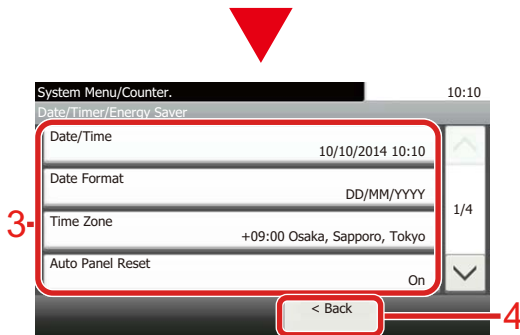 System Menu/Counter.
10:10
Date/Timer/Energy Saver
Date/Time
10/10/2014 10:10
Date Format
DD/MM/YYYY
1/4
3
Time Zone
+09:00 Osaka, Sapporo, Tokyo
Auto Panel Reset
On
< Back
4